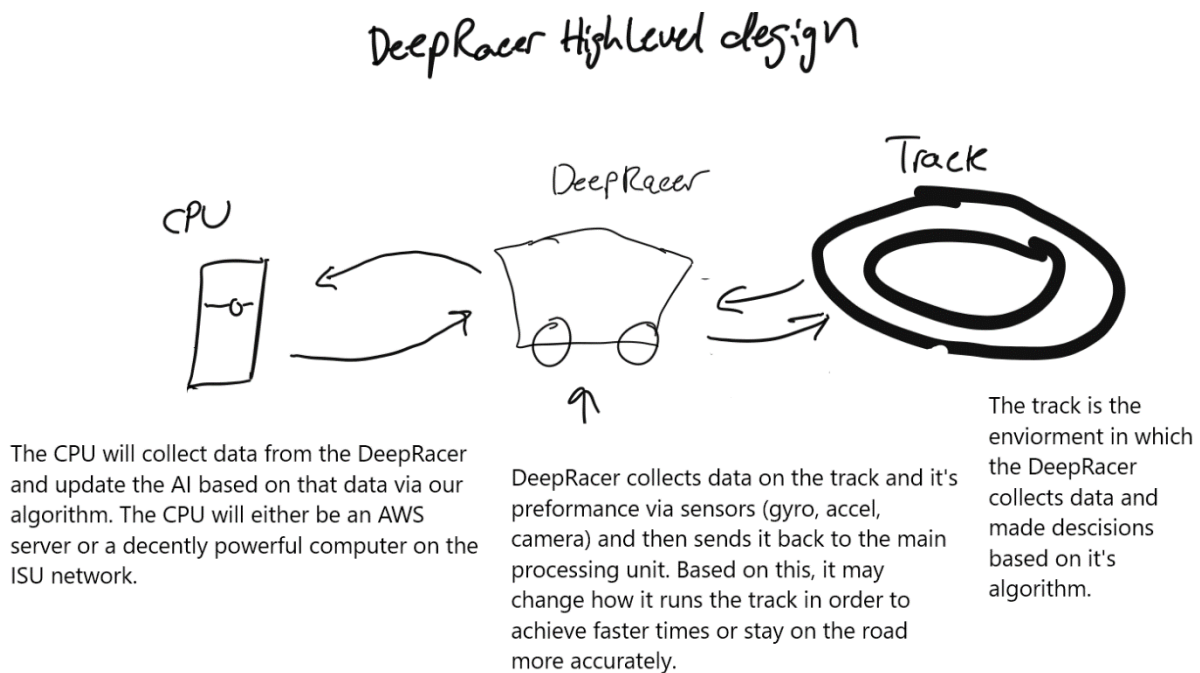 DeepRacer Highlevel design
CPU
DeepRacer
Track
The CPU will collect data from the DeepRacer
and update the AI based on that data via our
algorithm. The CPU will either be an AWS
server or a decently powerful computer on the
ISU network.
DeepRacer collects data on the track and it's
preformance via sensors (gyro, accel,
camera) and then sends it back to the main
processing unit. Based on this, it may
change how it runs the track in order to
achieve faster times or stay on the road
more accurately.
The track is the
enviorment in which
the DeepRacer
collects data and
made descisions
based on it's
algorithm.